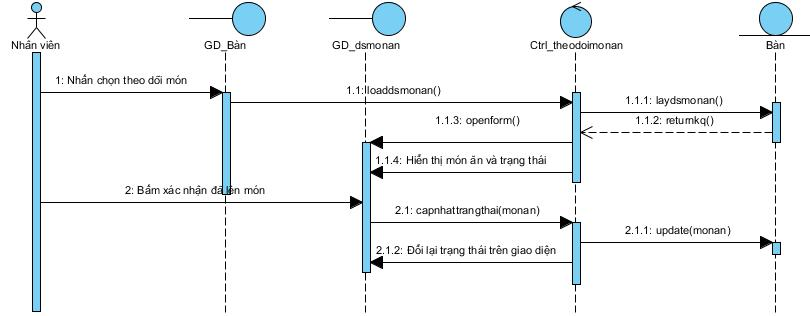 Nhân viên
GD_Bàn
GD_dsmonan
Ctrl_theodoimonan
Bàn
1: Nhấn chọn theo dõi món
1.1: loaddsmonan()
1.1.1: laydsmonan()
1.1.2: returnkq()
1.1.3: openform()
1.1.4: Hiển thị món ăn và trạng thái
2: Bấm xác nhận đã lên món
2.1: capnhattrangthai(monan)
2.1.1: update(monan)
2.1.2: Đổi lại trạng thái trên giao diện